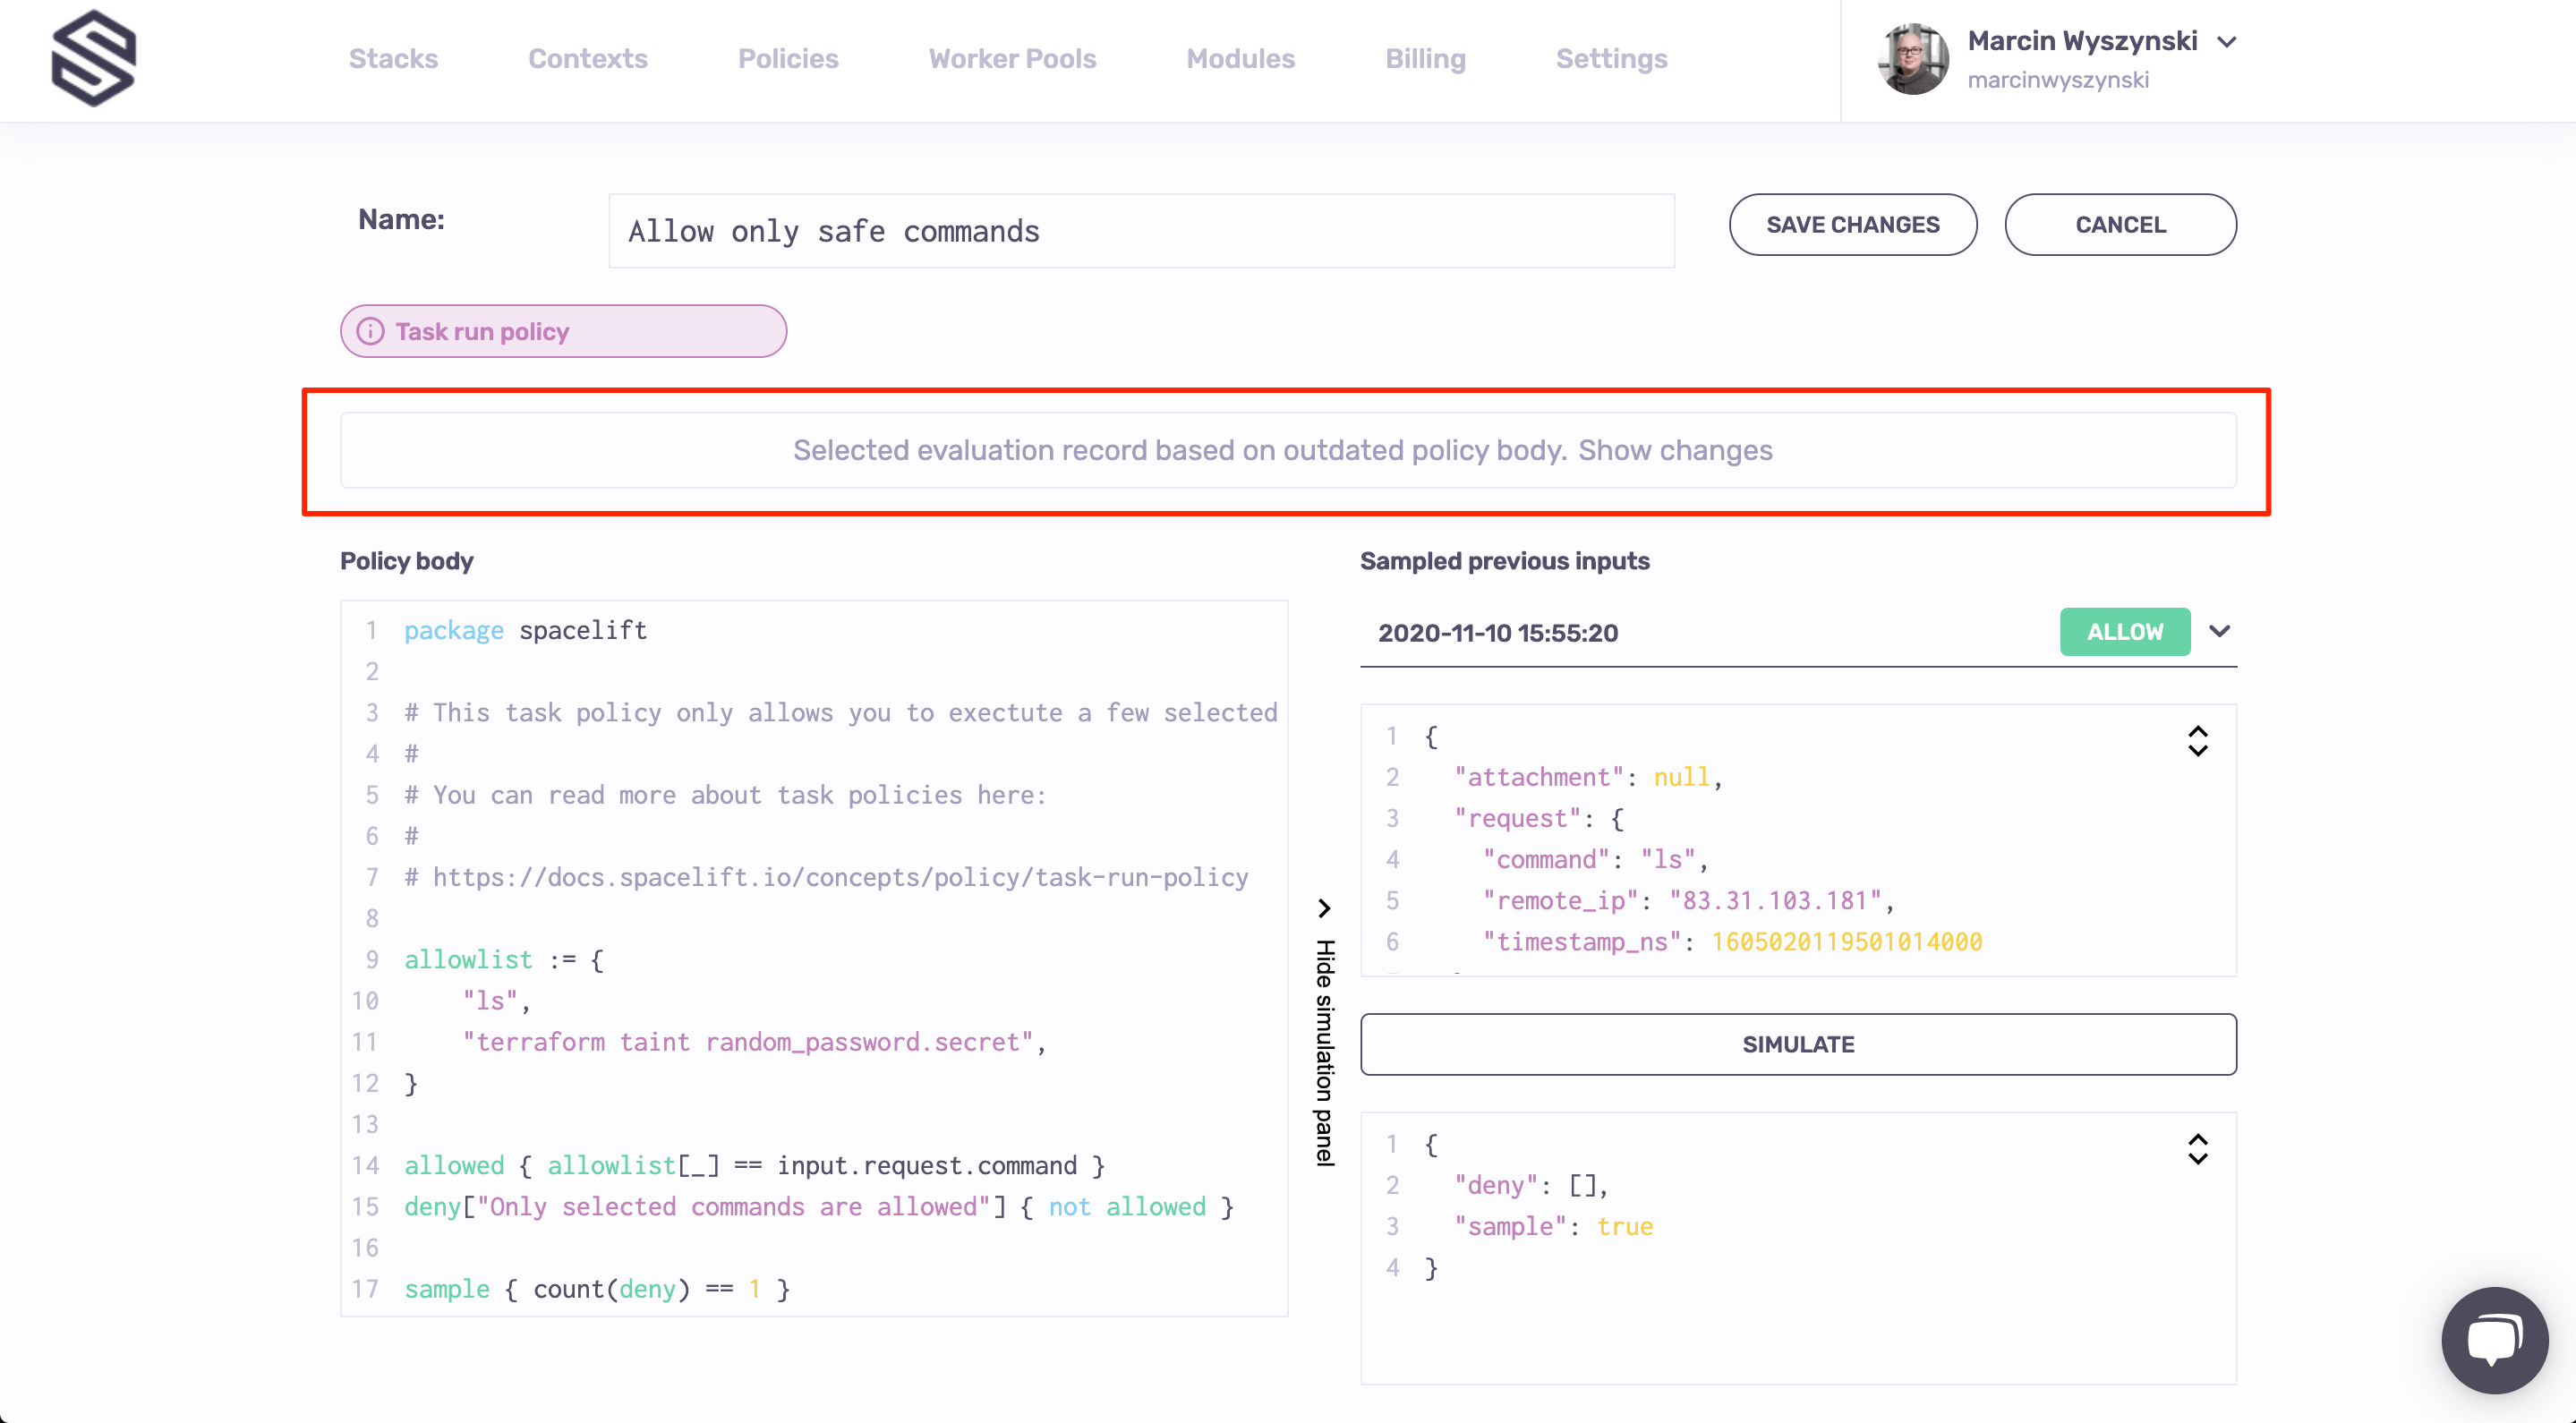 Stacks
Contexts
Policies
Worker Pools
Modules
Billing
Settings
Marcin Wyszynski
marcinwyszynski
Name:
Allow only safe commands
SAVE CHANGES
CANCEL
Task run policy
Selected evaluation record based on outdated policy body. Show changes
Policy body
1 package spacelift
2
3 # This task policy only allows you to exectute a few selected
4 #
5 # You can read more about task policies here:
6 #
7 # https://docs.spacelift.io/concepts/policy/task-run-policy
8
9 allowlist := {
10 "ls",
11 "terraform taint random_password.secret",
12 }
13
14 allowed { allowlist[_] == input.request.command }
15 deny["Only selected commands are allowed"] { not allowed }
16
17 sample { count(deny) == 1 }
Hide simulation panel
Sampled previous inputs
2020-11-10 15:55:20
ALLOW
1 {
2 "attachment": null,
3 "request": {
4 "command": "ls",
5 "remote_ip": "83.31.103.181",
6 "timestamp_ns": 1605020119501014000
SIMULATE
1 {
2 "deny": [],
3 "sample": true
4 }